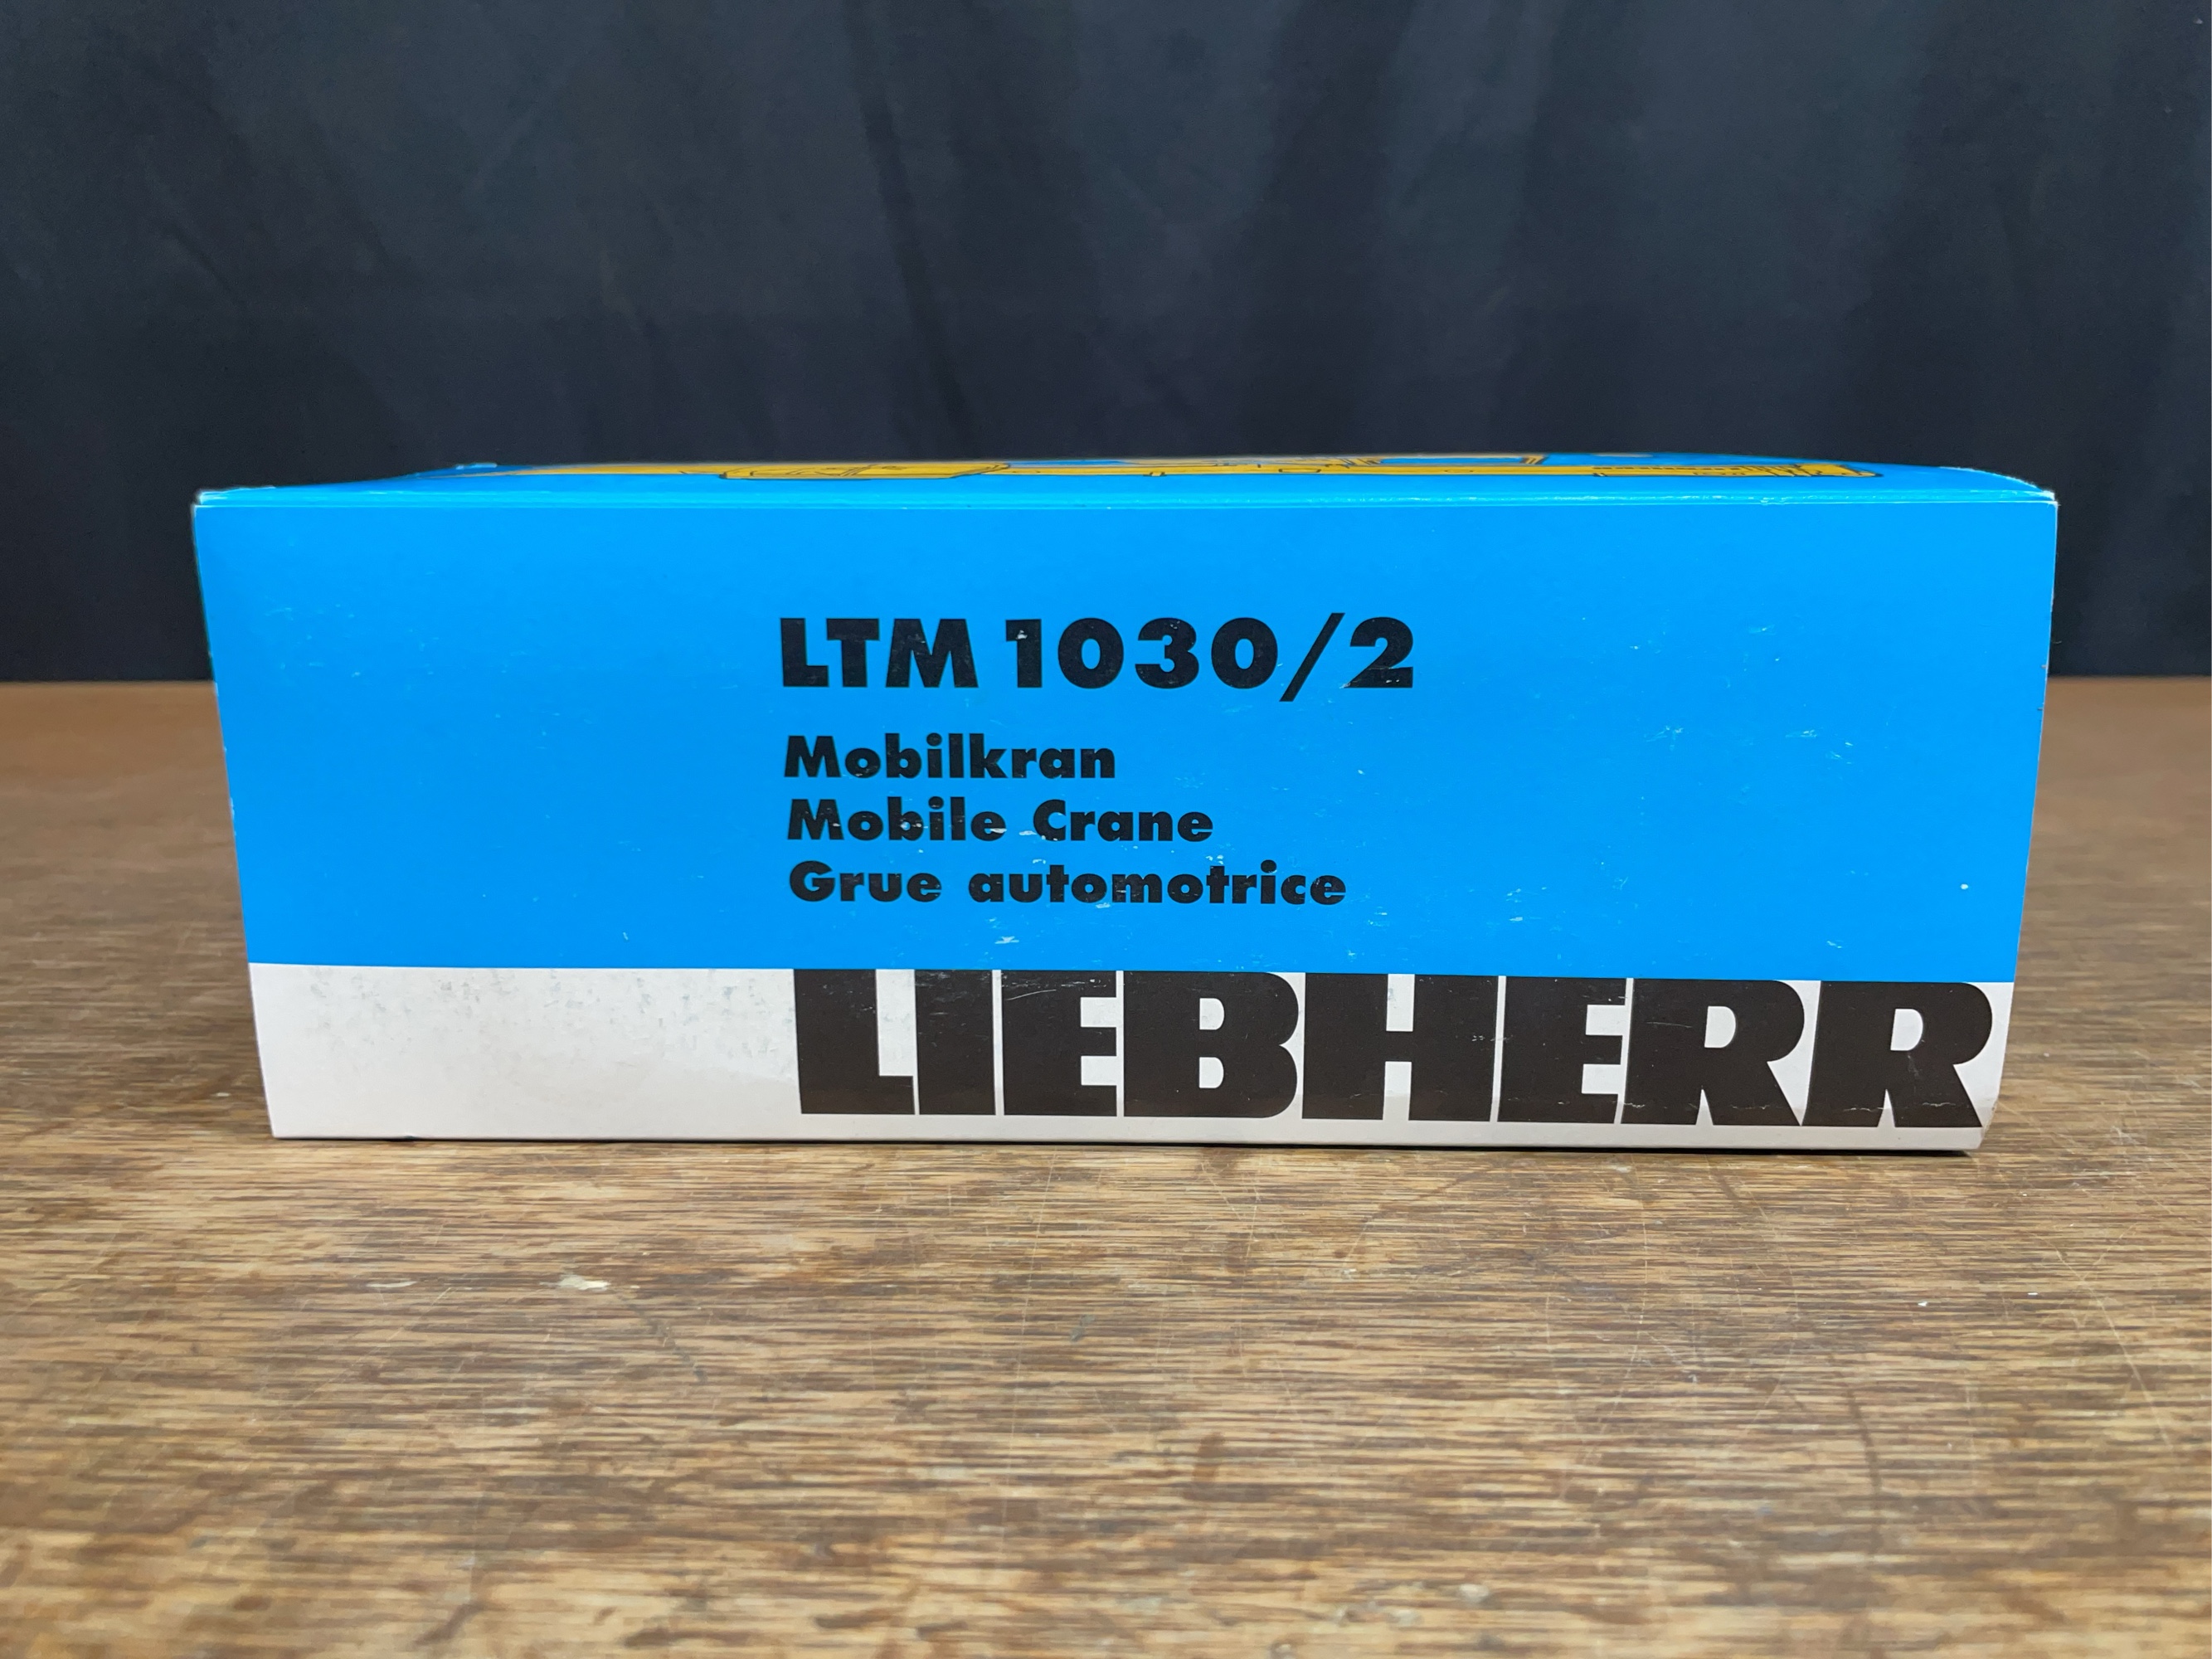 LTM 1030/2
Mobilkran
Mobile Crane
Grue automotrice
LIEBHERR